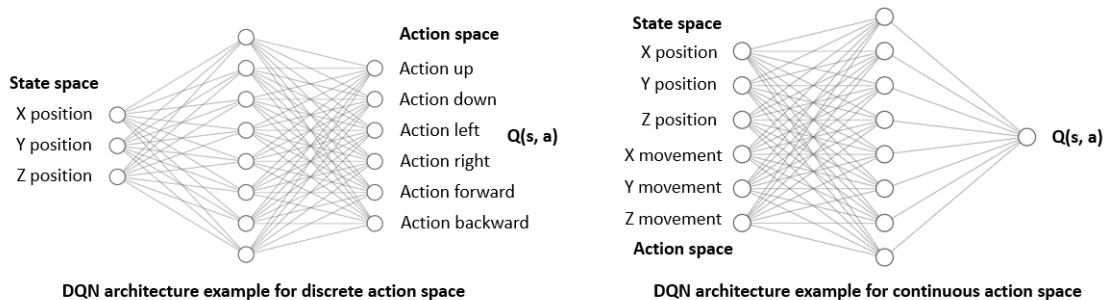 State space
X position
Y position
Z position
Action space
Action up
Action down
Action left
Action right
Action forward
Action backward
Q(s, a)
DQN architecture example for discrete action space
State space
X position
Y position
Z position
X movement
Y movement
Z movement
Action space
Q(s, a)
DQN architecture example for continuous action space